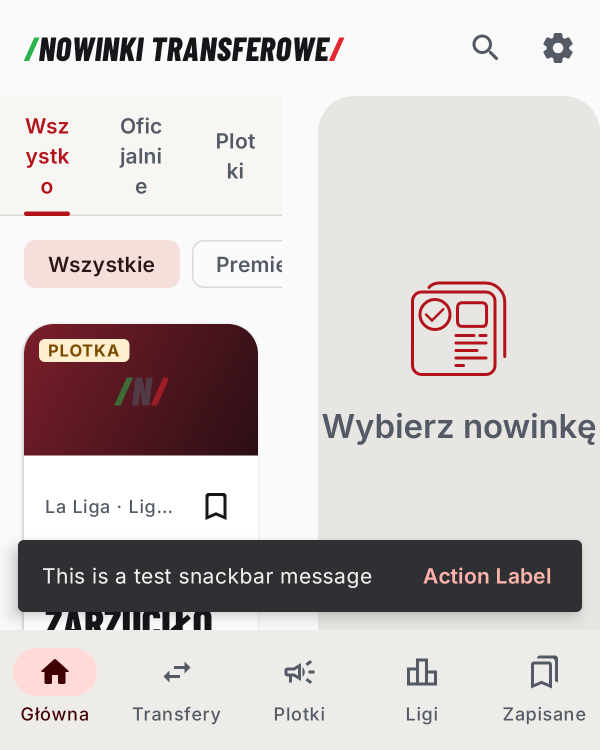 /NOWINKI TRANSFEROWE/
Wsz
ystk
o
Ofic
jalni
e
Plot
ki
Wszystkie
Premie
PLOTKA
/N/
La Liga · Lig...
Wybierz nowinkę
This is a test snackbar message
Action Label
ZARZUCIŁO
Główna
Transfery
Plotki
Ligi
Zapisane